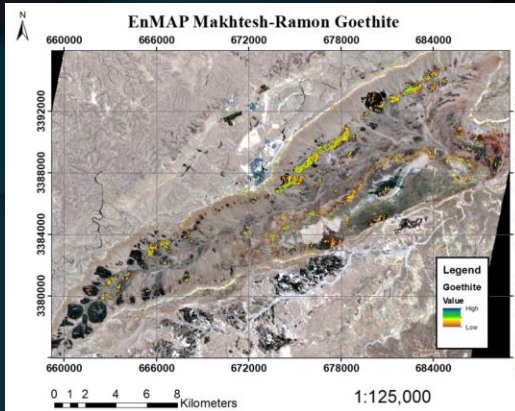 EnMAP Makhtesh-Ramon Goethite
N
660000 666000 672000 678000 684000
3392000
3388000
3384000
3380000
Legend
Goethite
Value
High
Low
660000 666000 672000 678000 684000
0 1 2 4 6 8
Kilometers
1:125,000